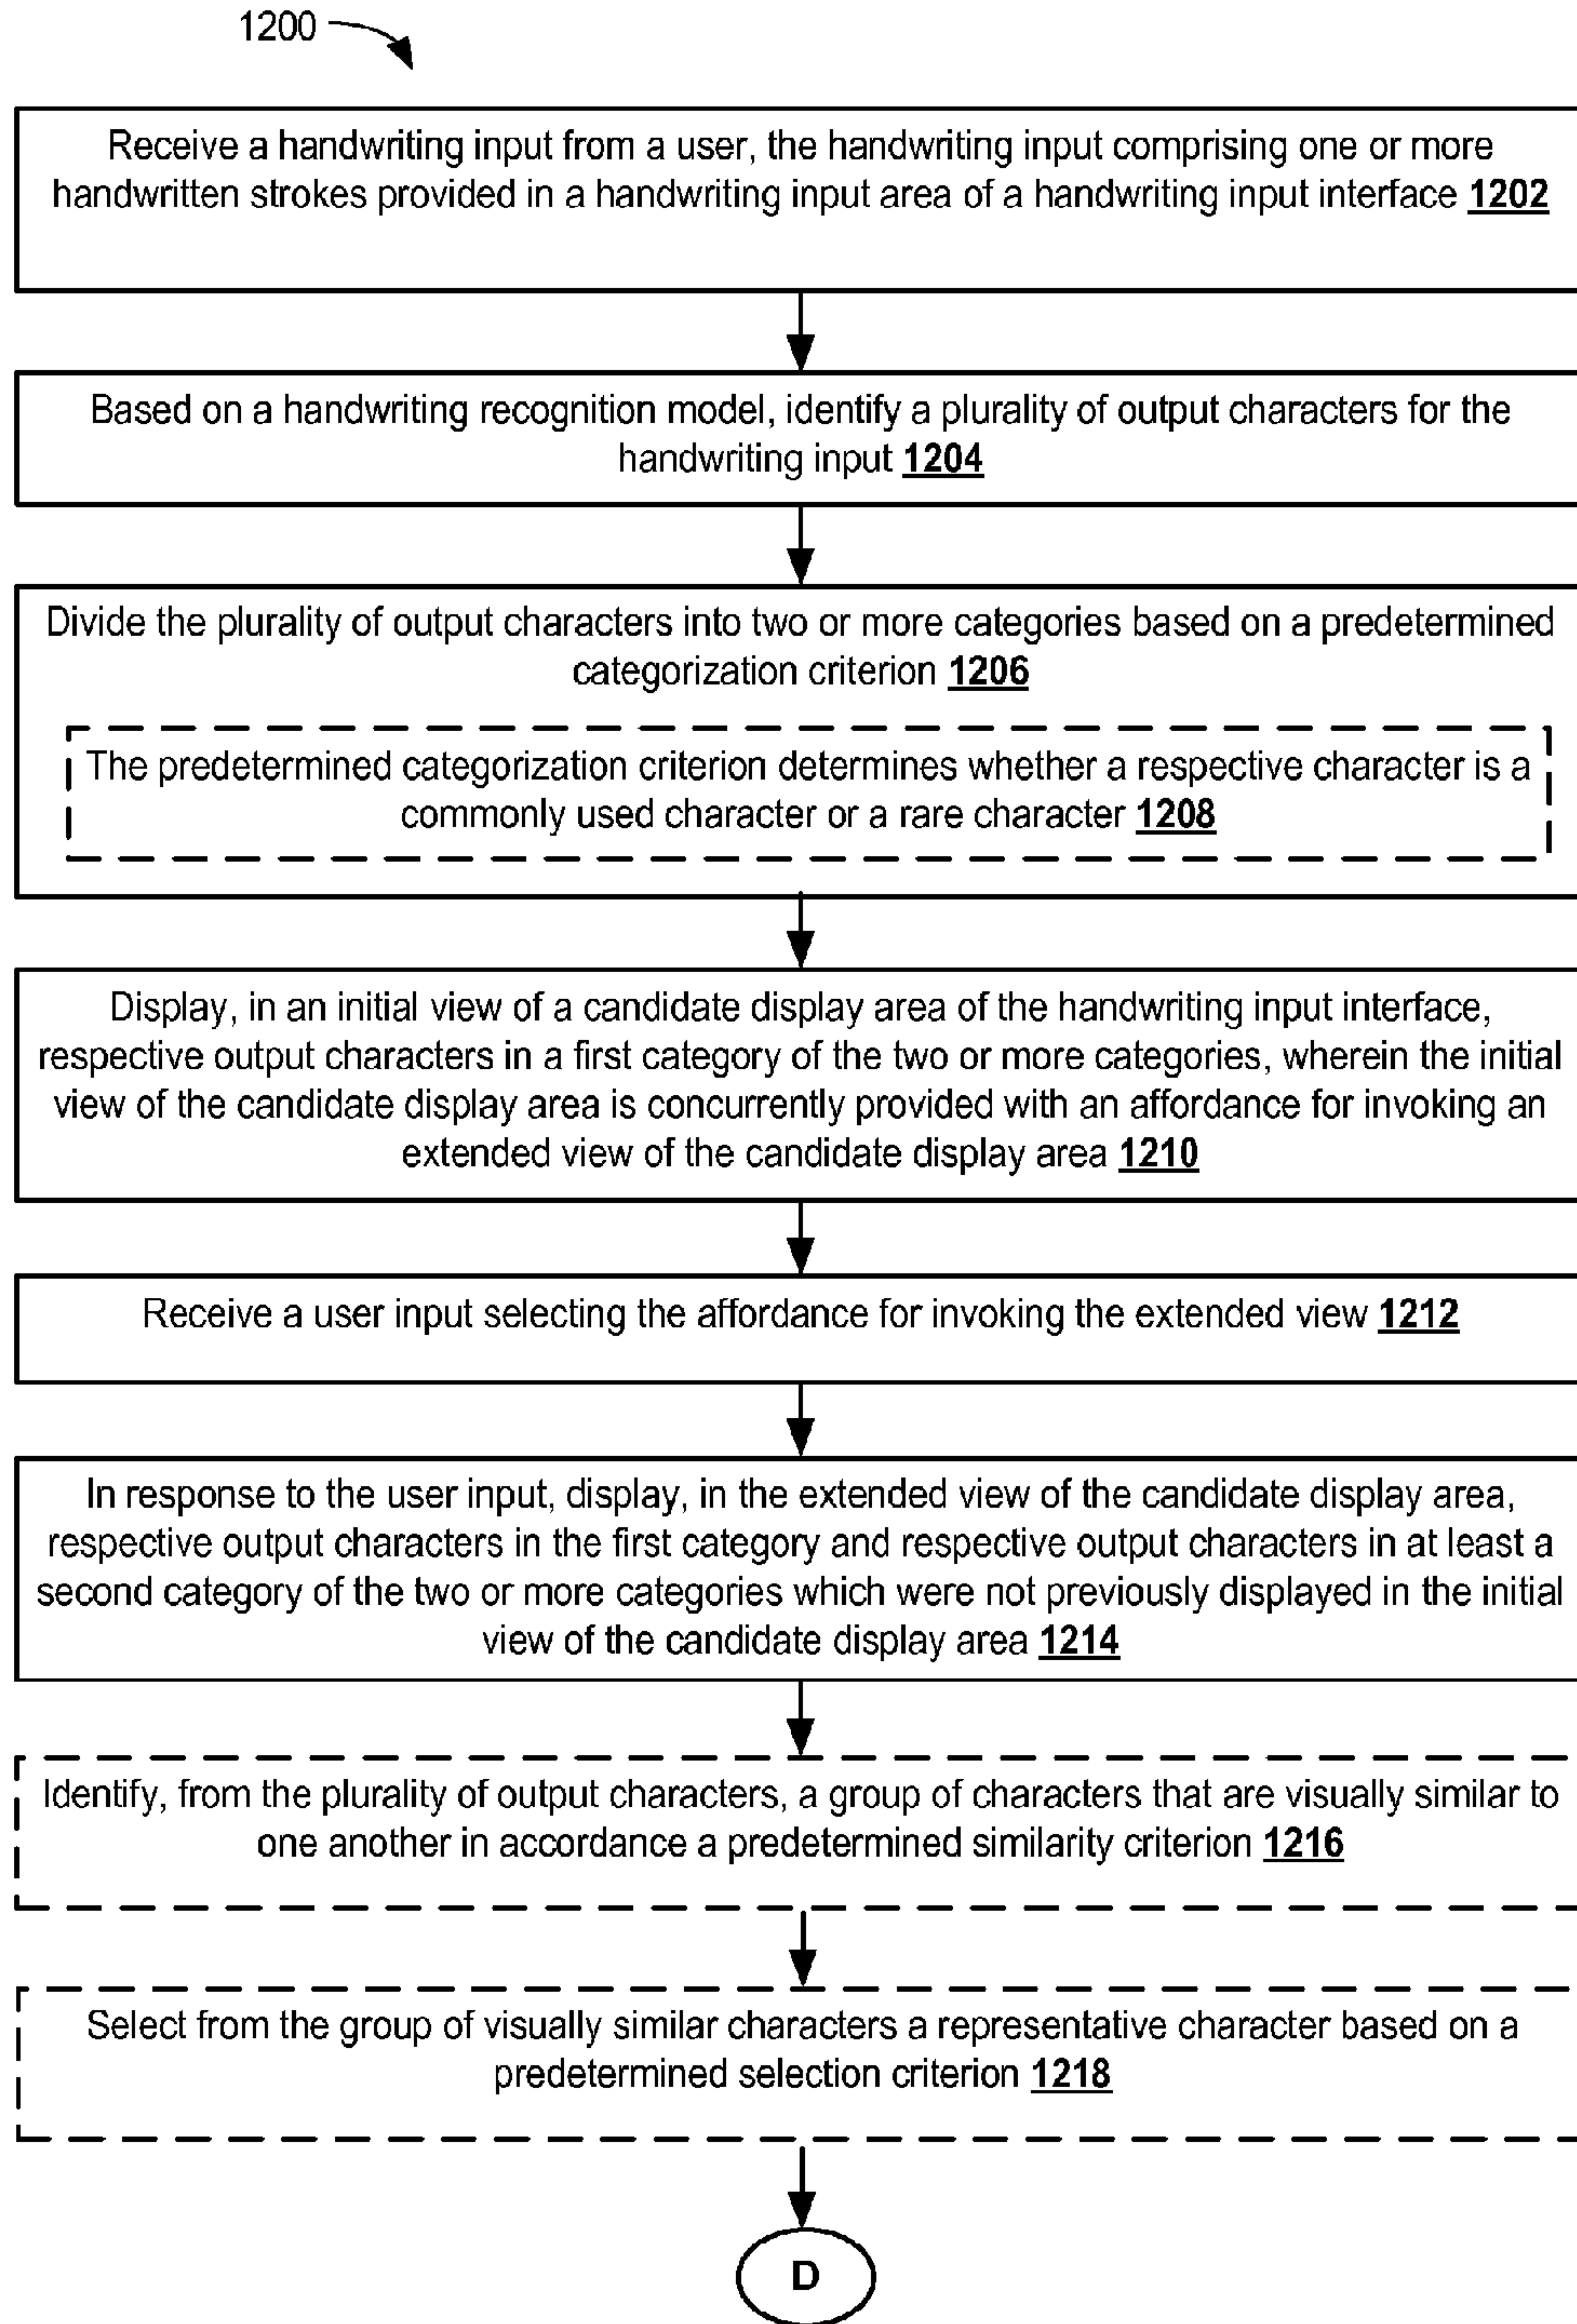 1200
Receive a handwriting input from a user, the handwriting input comprising one or more
handwritten strokes provided in a handwriting input area of a handwriting input interface 1202
Based on a handwriting recognition model, identify a plurality of output characters for the
handwriting input 1204
Divide the plurality of output characters into two or more categories based on a predetermined
categorization criterion 1206
The predetermined categorization criterion determines whether a respective character is a
commonly used character or a rare character 1208
Display, in an initial view of a candidate display area of the handwriting input interface,
respective output characters in a first category of the two or more categories, wherein the initial
view of the candidate display area is concurrently provided with an affordance for invoking an
extended view of the candidate display area 1210
Receive a user input selecting the affordance for invoking the extended view 1212
In response to the user input, display, in the extended view of the candidate display area,
respective output characters in the first category and respective output characters in at least a
second category of the two or more categories which were not previously displayed in the initial
view of the candidate display area 1214
Identify, from the plurality of output characters, a group of characters that are visually similar to
one another in accordance a predetermined similarity criterion 1216
Select from the group of visually similar characters a representative character based on a
predetermined selection criterion 1218
D